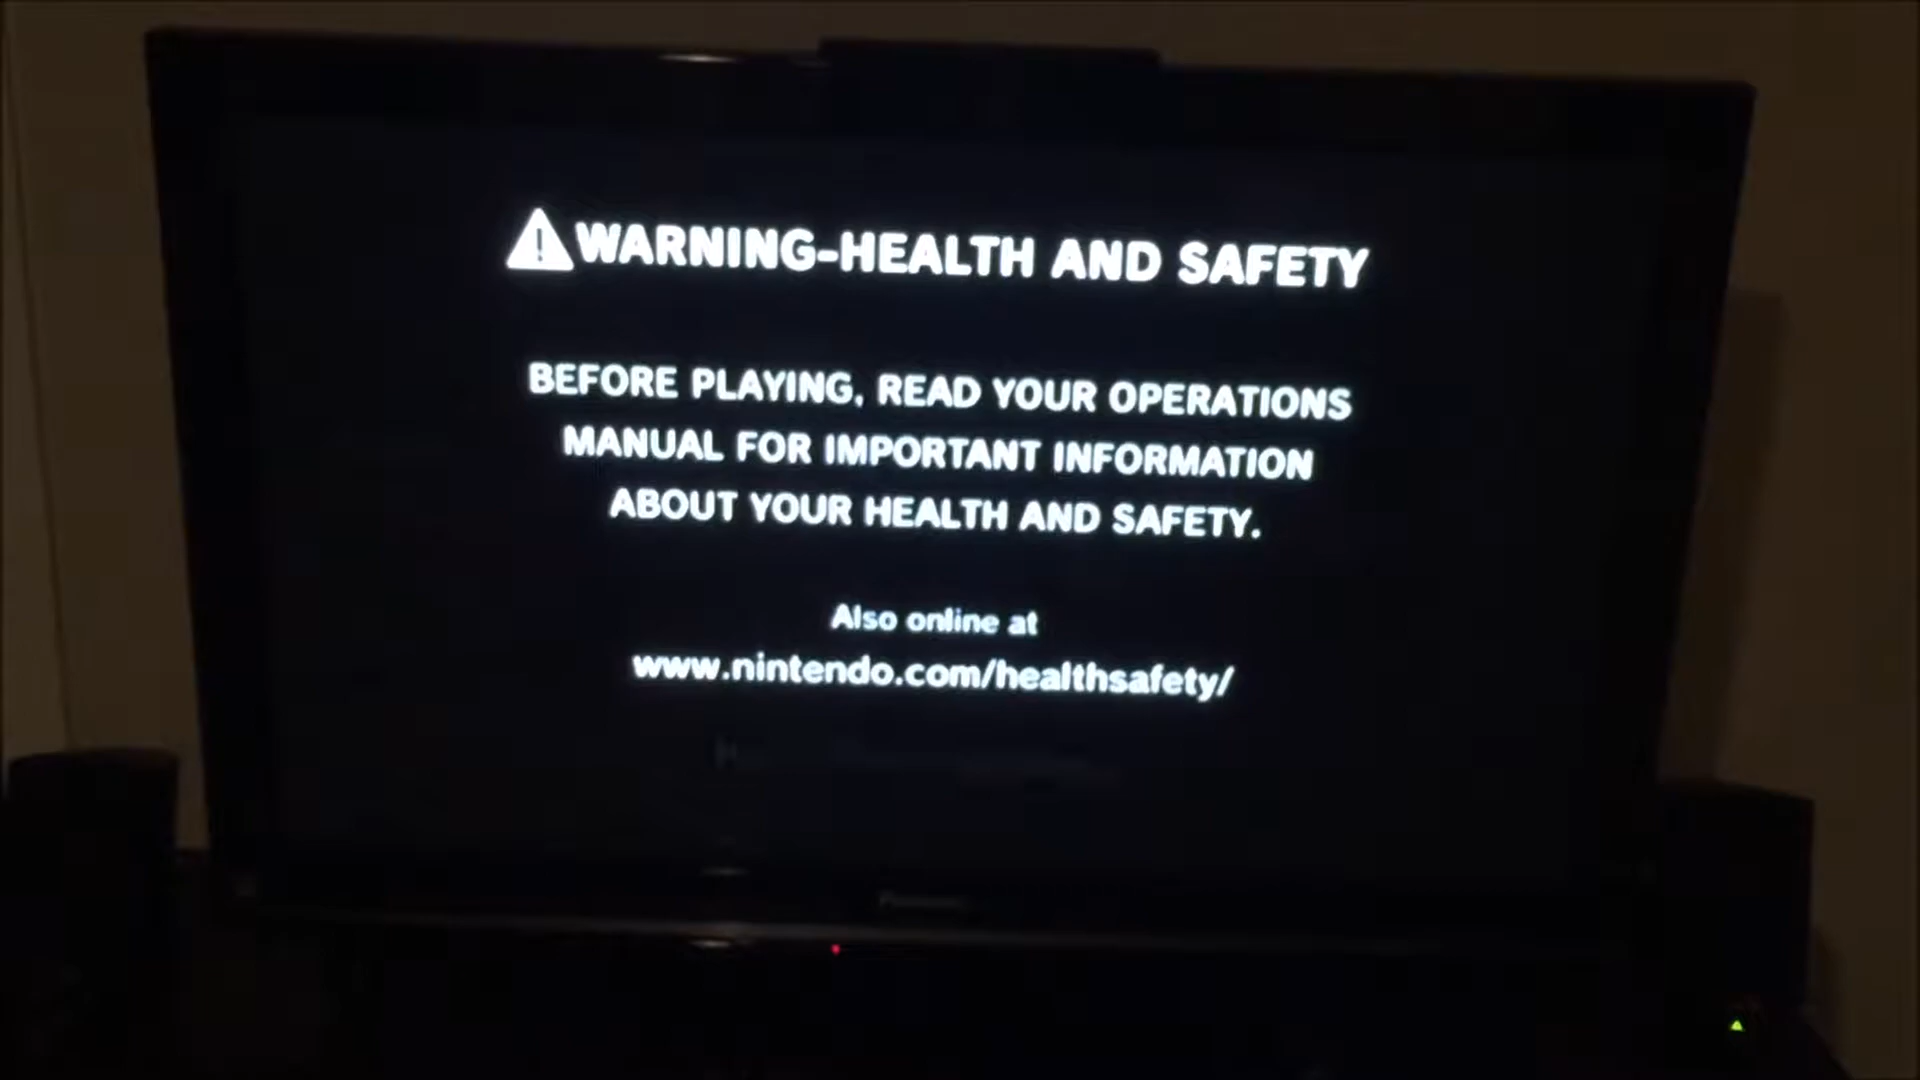 WARNING-HEALTH AND SAFETY
BEFORE PLAYING, READ YOUR OPERATIONS
MANUAL FOR IMPORTANT INFORMATION
ABOUT YOUR HEALTH AND SAFETY.
Also online at
www.nintendo.com/healthsafety/